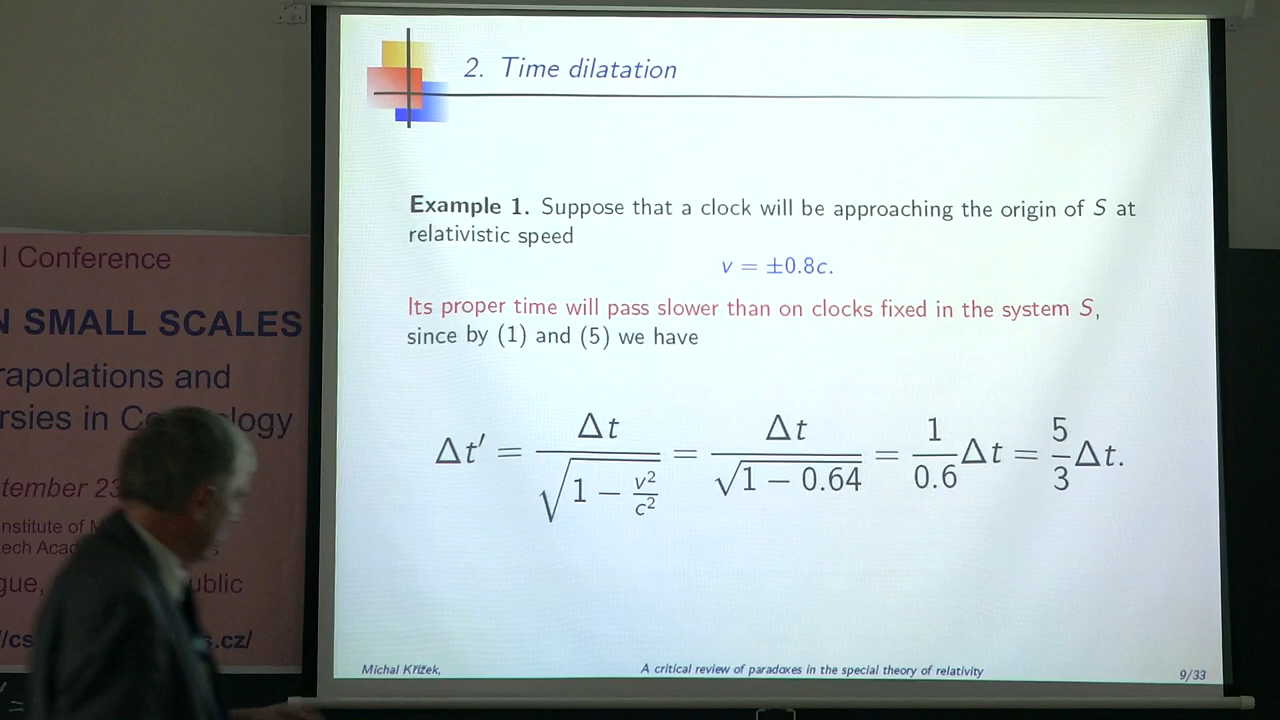 2. Time dilatation
Example 1. Suppose that a clock will be approaching the origin of S at
relativistic speed
v = ±0.8c.
Its proper time will pass slower than on clocks fixed in the system S,
since by (1) and (5) we have
Δt′ = Δt / √(1 − v²/c²) = Δt / √(1 − 0.64) = 1/0.6 Δt = 5/3 Δt.
Michal Křížek, A critical review of paradoxes in the special theory of relativity 9/33
l Conference
N SMALL SCALES
rapolations and
rsies in C logy
tember 23
nstitute of
ech Acad
gue, ublic
//cs s.cz/